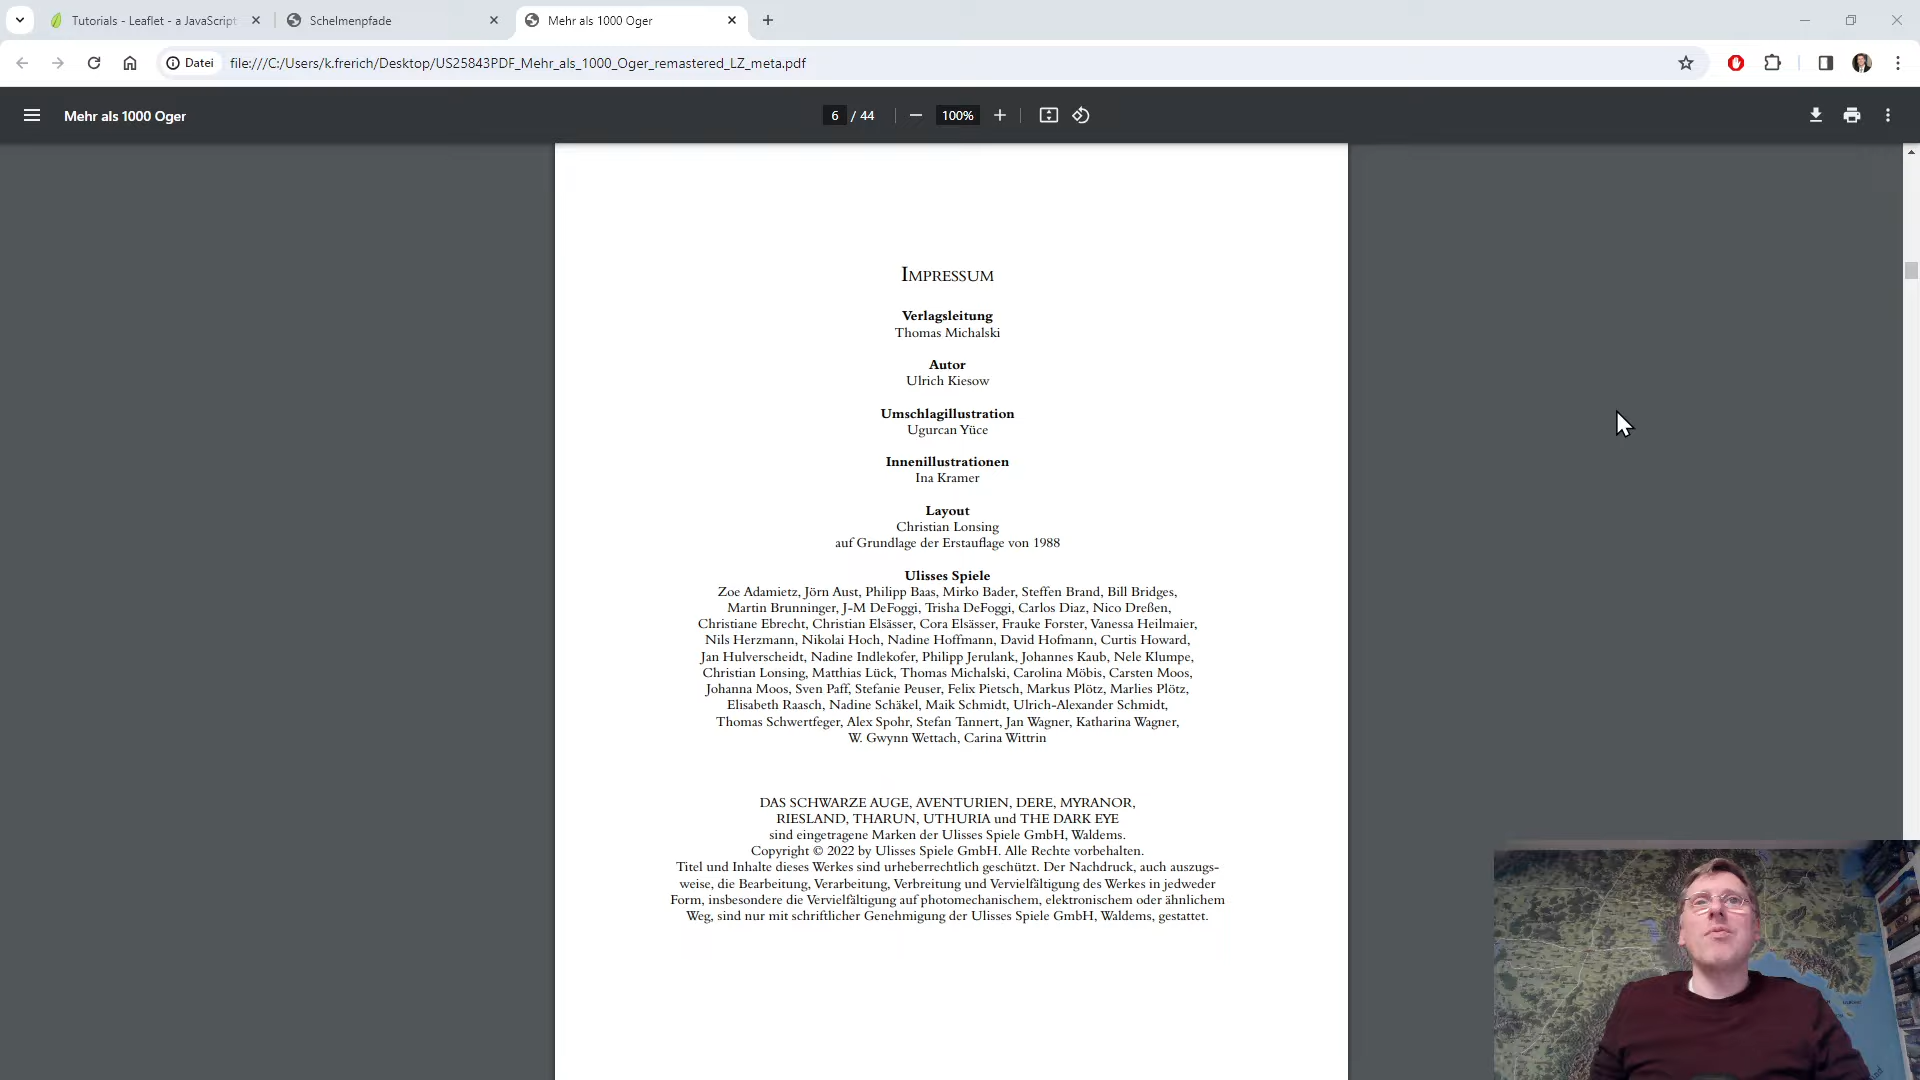 Tutorials - Leaflet - a JavaScript
Schelmenpfade
Mehr als 1000 Oger
Datei
file:///C:/Users/k.frerich/Desktop/US25843PDF_Mehr_als_1000_Oger_remastered_LZ_meta.pdf
Mehr als 1000 Oger
6 / 44
100%
IMPRESSUM
Verlagsleitung
Thomas Michalski
Autor
Ulrich Kiesow
Umschlagillustration
Ugurcan Yüce
Innenillustrationen
Ina Kramer
Layout
Christian Lonsing
auf Grundlage der Erstauflage von 1988
Ulisses Spiele
Zoe Adamietz, Jörn Aust, Philipp Baas, Mirko Bader, Steffen Brand, Bill Bridges,
Martin Brunninger, J-M DeFoggi, Trisha DeFoggi, Carlos Diaz, Nico Dreßen,
Christiane Ebrecht, Christian Elsässer, Cora Elsässer, Frauke Forster, Vanessa Heilmaier,
Nils Herzmann, Nikolai Hoch, Nadine Hoffmann, David Hofmann, Curtis Howard,
Jan Hulverscheidt, Nadine Indlekofer, Philipp Jerulank, Johannes Kaub, Nele Klumpe,
Christian Lonsing, Matthias Lück, Thomas Michalski, Carolina Möbis, Carsten Moos,
Johanna Moos, Sven Paff, Stefanie Peuser, Felix Pietsch, Markus Plötz, Marlies Plötz,
Elisabeth Raasch, Nadine Schäkel, Maik Schmidt, Ulrich-Alexander Schmidt,
Thomas Schwertfeger, Alex Spohr, Stefan Tannert, Jan Wagner, Katharina Wagner,
W. Gwynn Wettach, Carina Wittrin
DAS SCHWARZE AUGE, AVENTURIEN, DERE, MYRANOR,
RIESLAND, THARUN, UTHURIA und THE DARK EYE
sind eingetragene Marken der Ulisses Spiele GmbH, Waldems.
Copyright © 2022 by Ulisses Spiele GmbH. Alle Rechte vorbehalten.
Titel und Inhalte dieses Werkes sind urheberrechtlich geschützt. Der Nachdruck, auch auszugs-
weise, die Bearbeitung, Verarbeitung, Verbreitung und Vervielfältigung des Werkes in jedweder
Form, insbesondere die Vervielfältigung auf photomechanischem, elektronischem oder ähnlichem
Weg, sind nur mit schriftlicher Genehmigung der Ulisses Spiele GmbH, Waldems, gestattet.